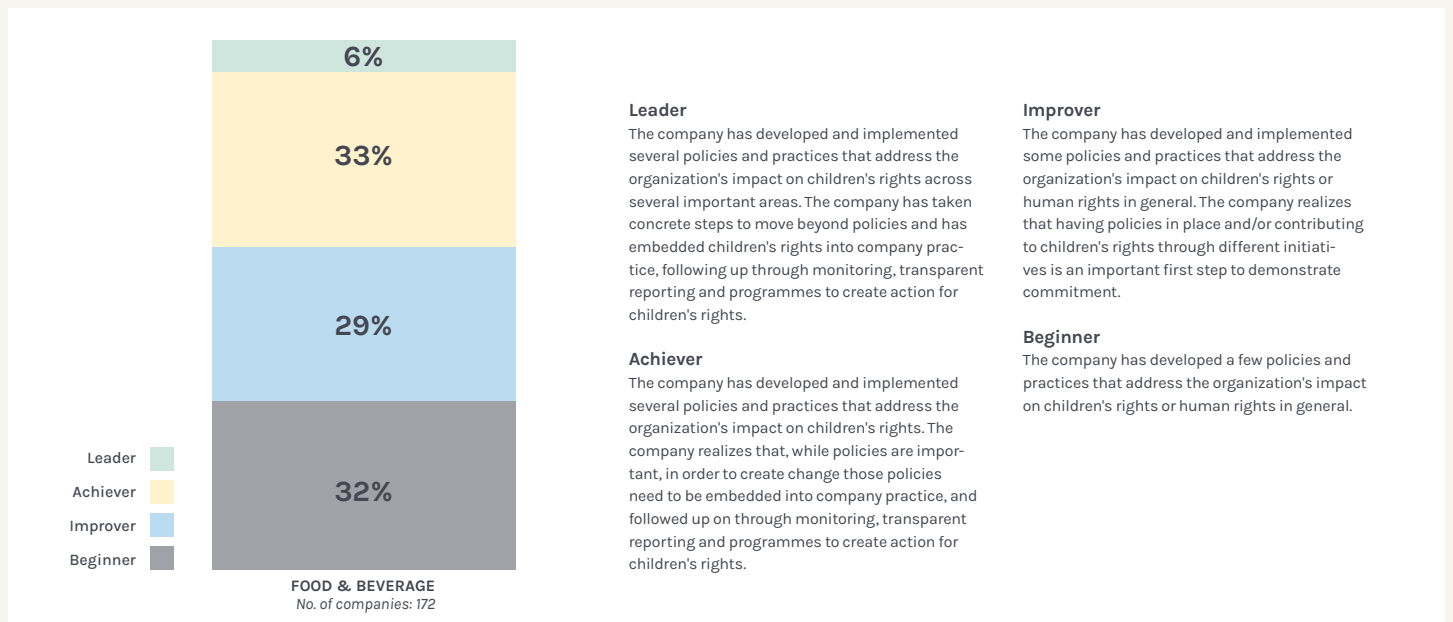 6%
33%
29%
32%
Leader
Achiever
Improver
Beginner
FOOD & BEVERAGE
No. of companies: 172
Leader
The company has developed and implemented
several policies and practices that address the
organization's impact on children's rights across
several important areas. The company has taken
concrete steps to move beyond policies and has
embedded children's rights into company prac-
tice, following up through monitoring, transparent
reporting and programmes to create action for
children's rights.
Achiever
The company has developed and implemented
several policies and practices that address the
organization's impact on children's rights. The
company realizes that, while policies are impor-
tant, in order to create change those policies
need to be embedded into company practice, and
followed up on through monitoring, transparent
reporting and programmes to create action for
children's rights.
Improver
The company has developed and implemented
some policies and practices that address the
organization's impact on children's rights or
human rights in general. The company realizes
that having policies in place and/or contributing
to children's rights through different initiati-
ves is an important first step to demonstrate
commitment.
Beginner
The company has developed a few policies and
practices that address the organization's impact
on children's rights or human rights in general.